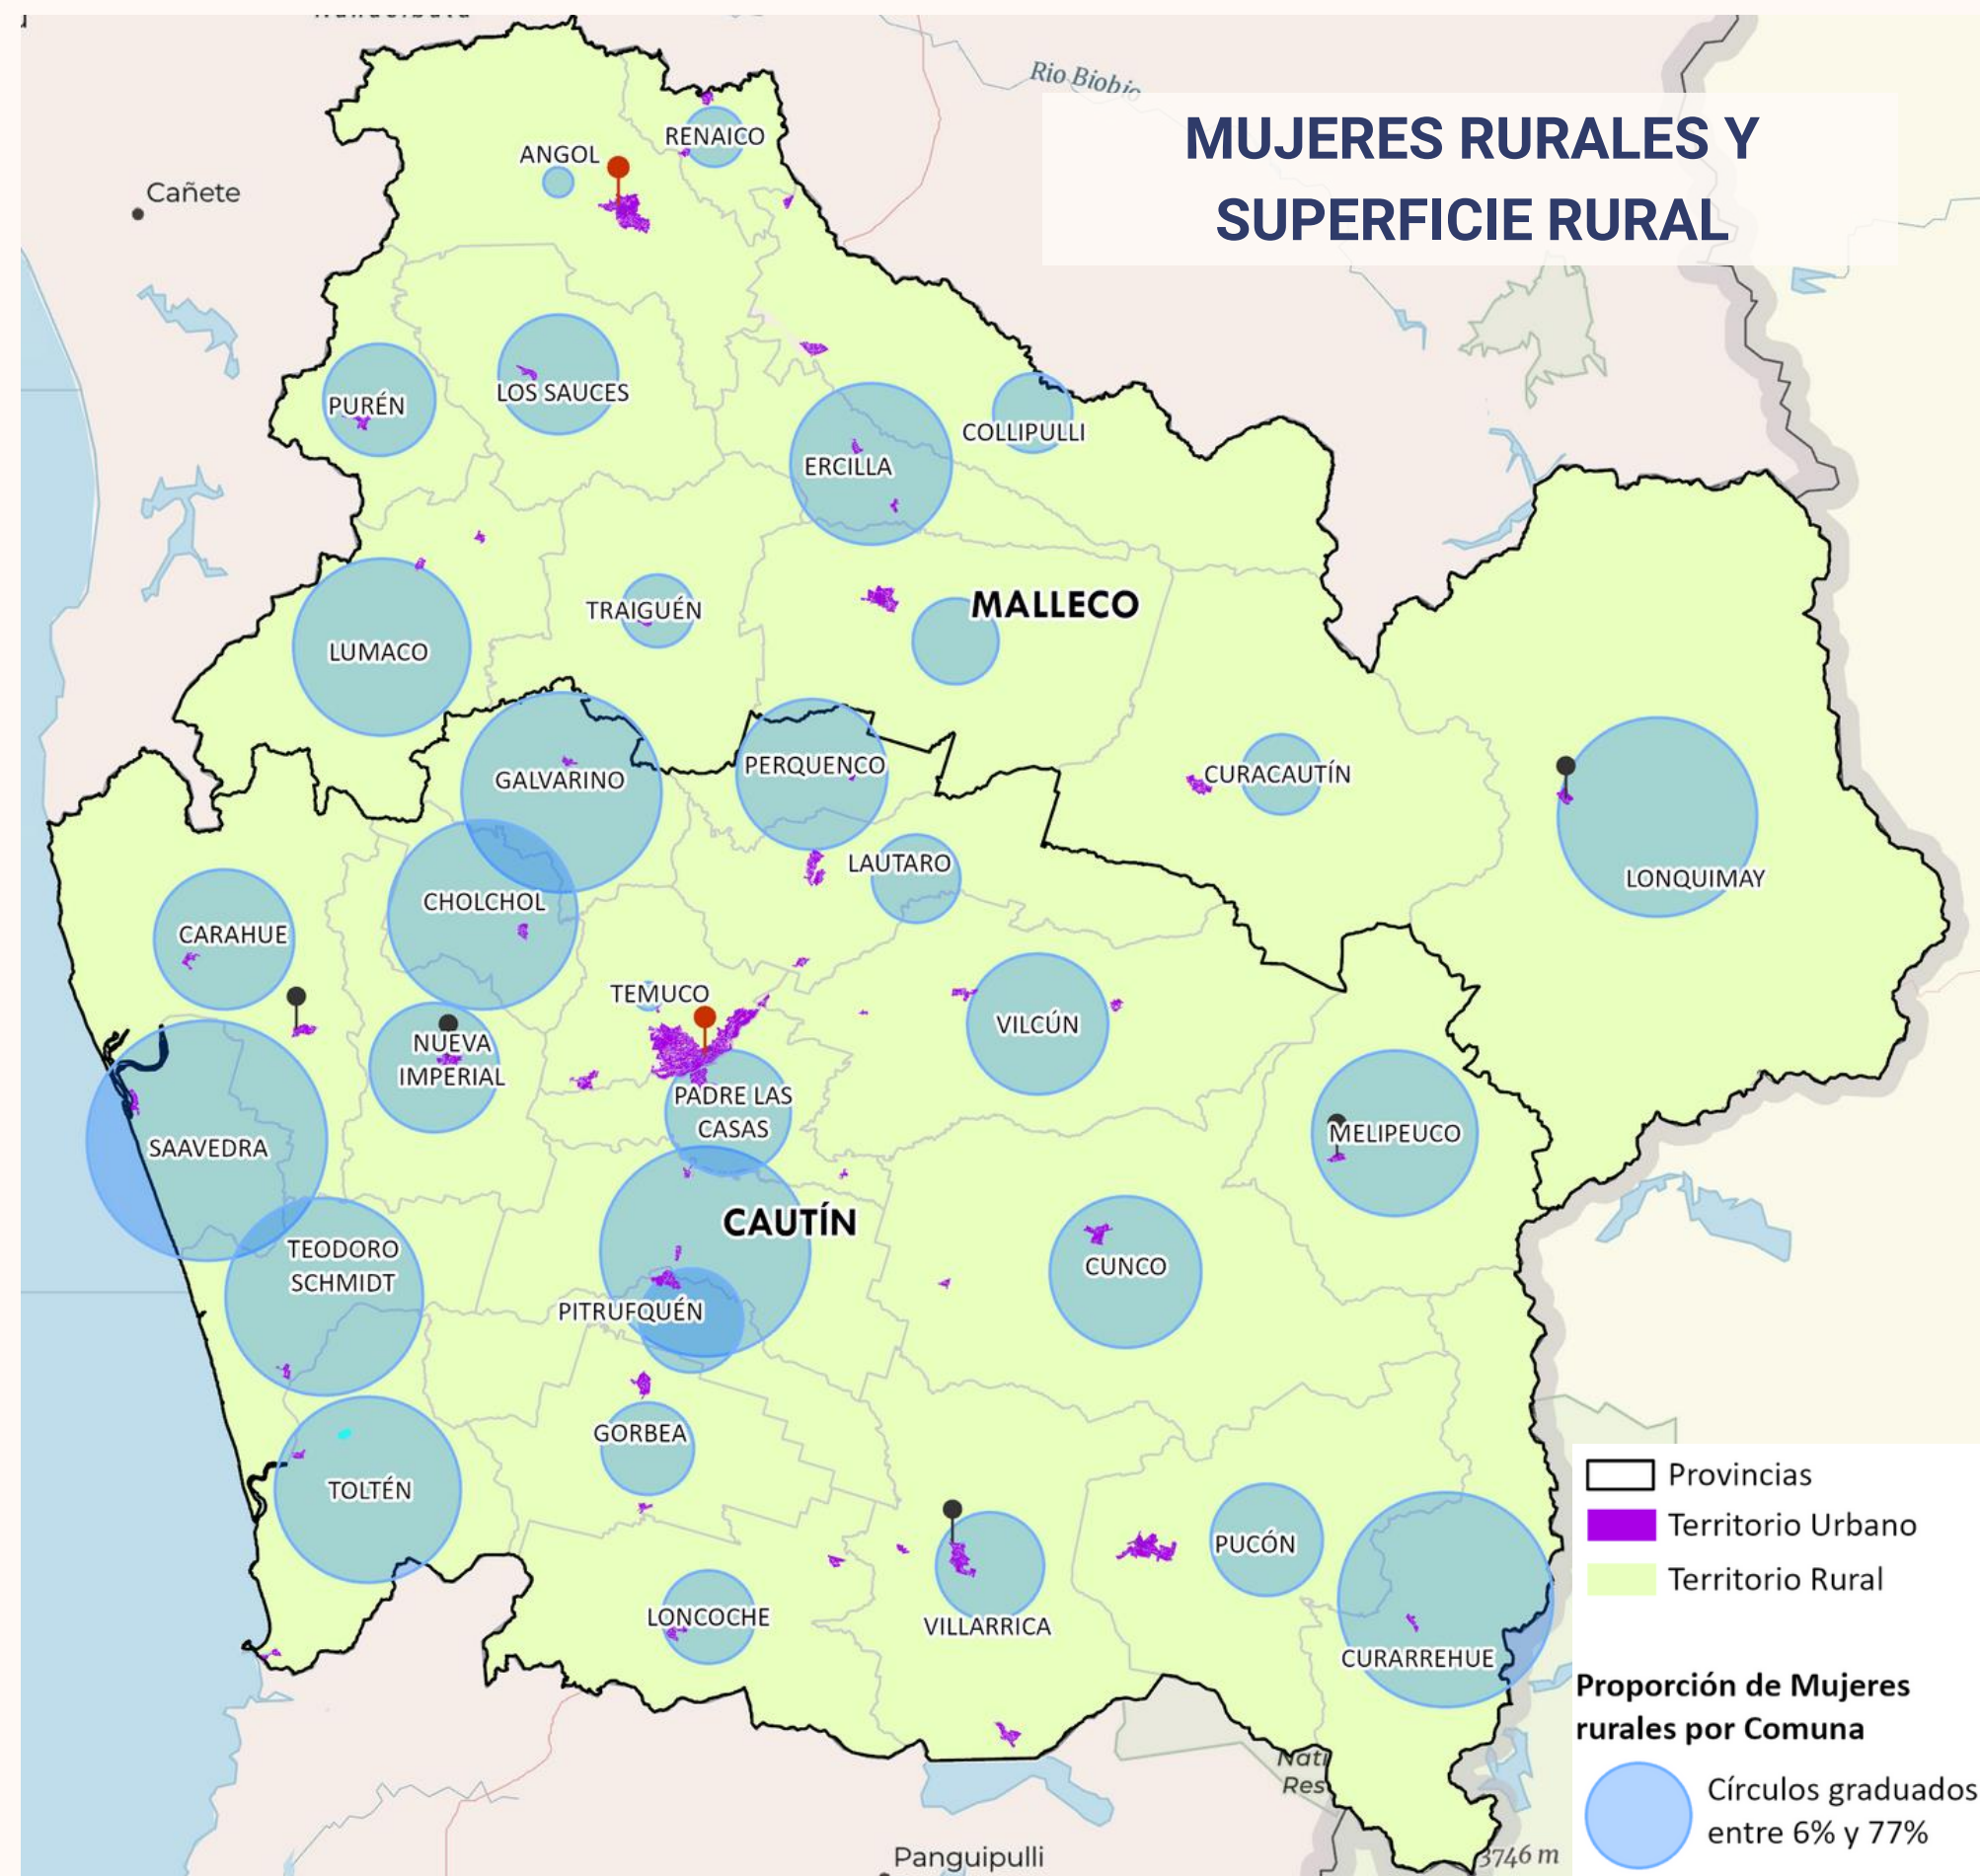 Rio Biobio
MUJERES RURALES Y
SUPERFICIE RURAL
RENAICO
ANGOL
Cañete
LOS SAUCES
PURÉN
COLLIPULLI
ERCILLA
MALLECO
TRAIGUÉN
LUMACO
PERQUENCO
CURACAUTÍN
GALVARINO
LAUTARO
LONQUIMAY
CHOLCHOL
CARAHUE
TEMUCO
VILCÚN
NUEVA
IMPERIAL
PADRE LAS
CASAS
MELIPEUCO
SAAVEDRA
CAUTÍN
TEODORO
SCHMIDT
CUNCO
PITRUFQUÉN
GORBEA
TOLTÉN
PUCÓN
LONCOCHE
VILLARRICA
CURARREHUE
Provincias
Territorio Urbano
Territorio Rural
Proporción de Mujeres
rurales por Comuna
Círculos graduados
entre 6% y 77%
Nati
Res
3746 m
Panguipulli